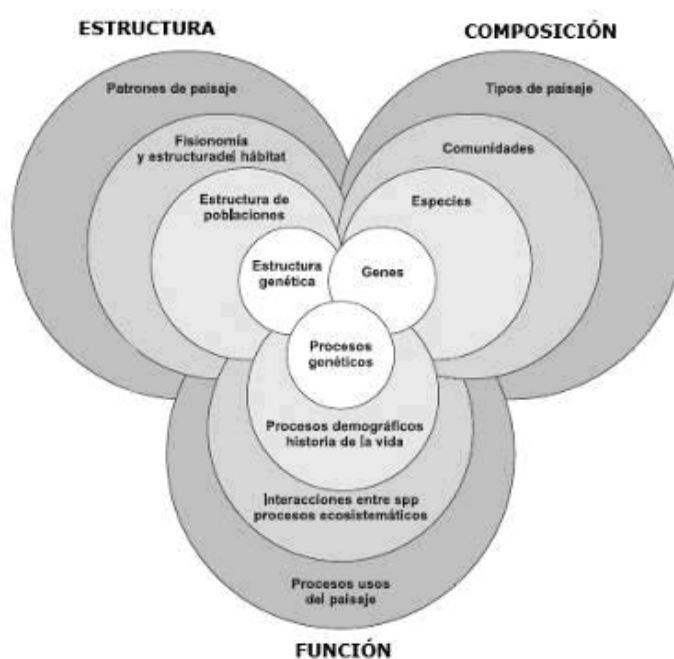 ESTRUCTURA
COMPOSICIÓN
Patrones de paisaje
Tipos de paisaje
Fisionomía
y estructuradel hábitat
Comunidades
Estructura de
poblaciones
Especies
Estructura
genética
Genes
Procesos
genéticos
Procesos demográficos
historia de la vida
Interacciones entre spp
procesos ecosistemáticos
Procesos usos
del paisaje
FUNCIÓN